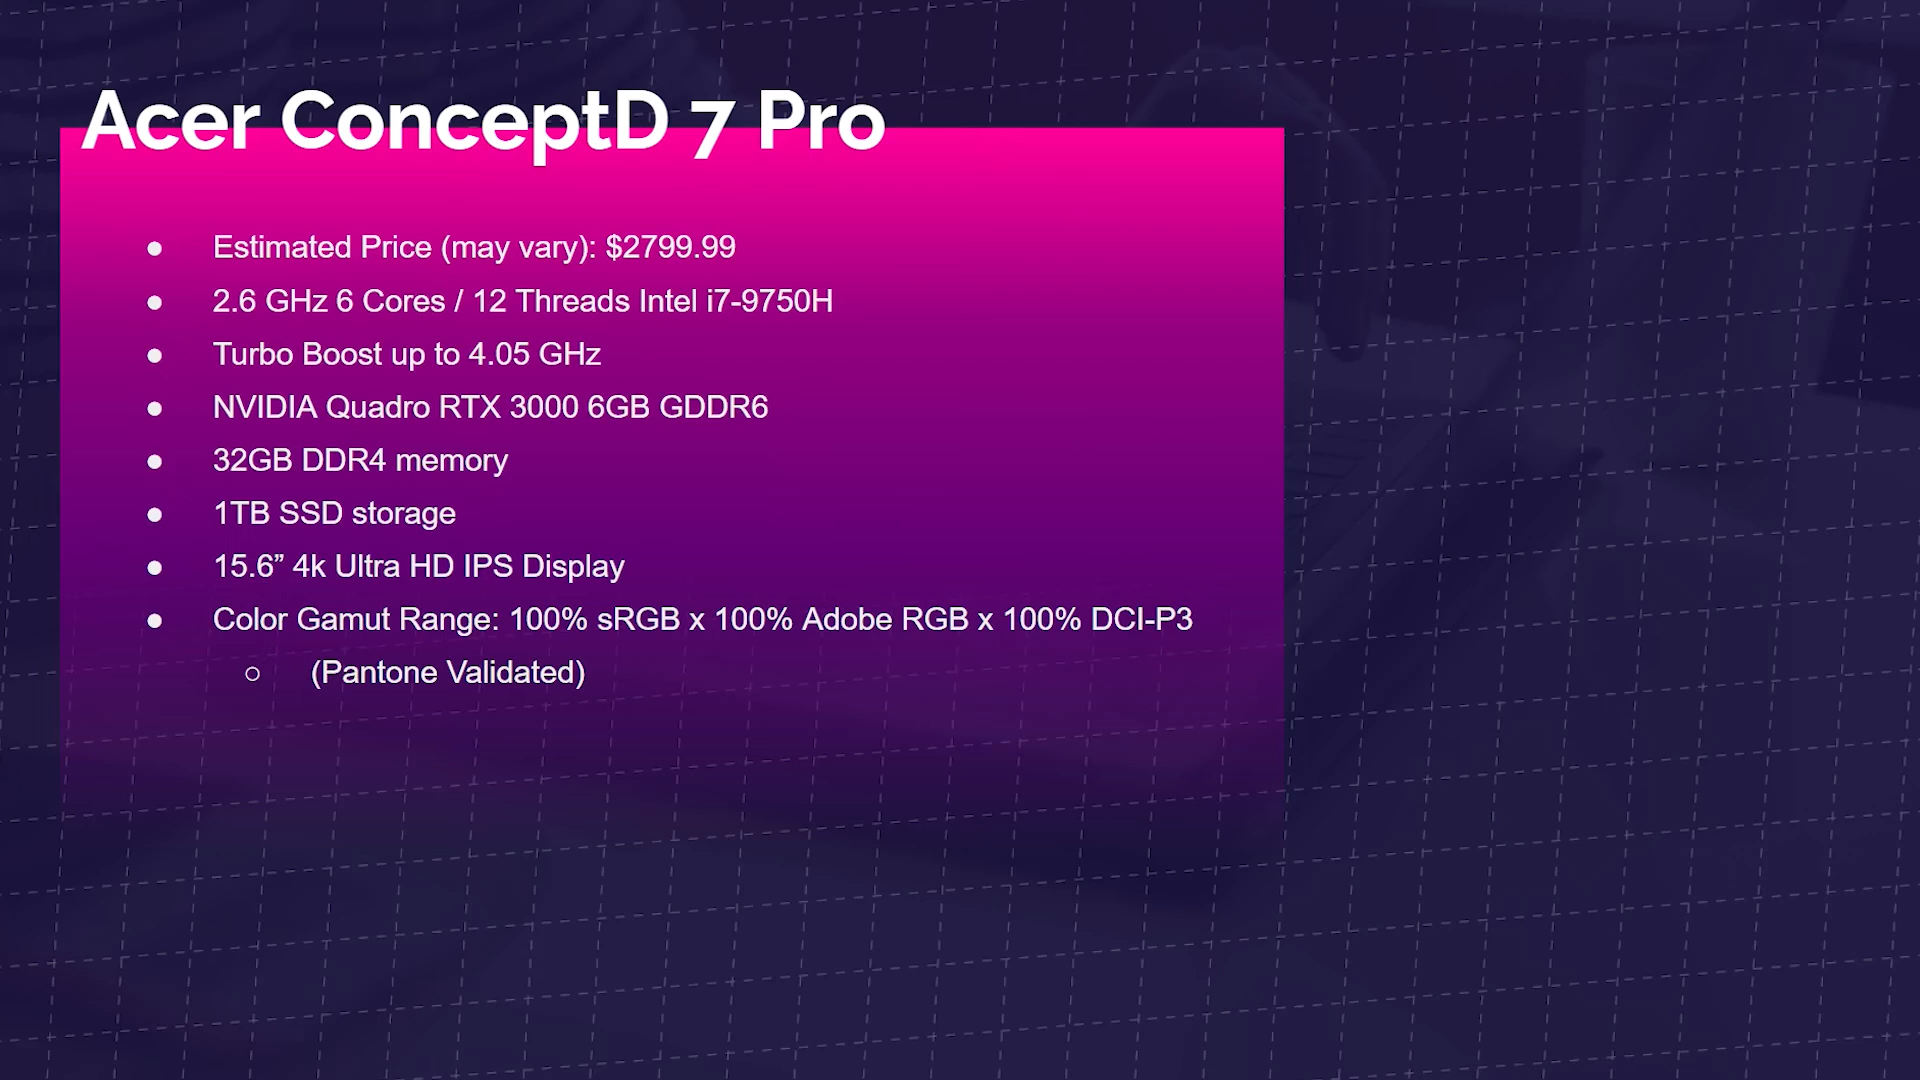 Acer ConceptD 7 Pro
● Estimated Price (may vary): $2799.99
● 2.6 GHz 6 Cores / 12 Threads Intel i7-9750H
● Turbo Boost up to 4.05 GHz
● NVIDIA Quadro RTX 3000 6GB GDDR6
● 32GB DDR4 memory
● 1TB SSD storage
● 15.6” 4k Ultra HD IPS Display
● Color Gamut Range: 100% sRGB x 100% Adobe RGB x 100% DCI-P3
○ (Pantone Validated)